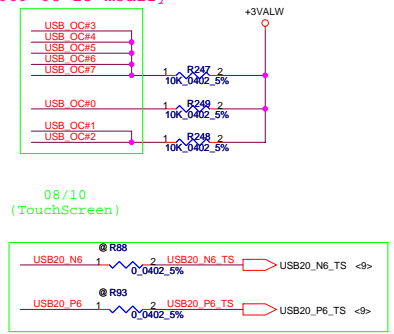 +3VALW
USB_OC#3
USB_OC#4
USB_OC#5
USB_OC#6
USB_OC#7
1 R247 2
10K_0402_5%
USB_OC#0
1 R249 2
10K_0402_5%
USB_OC#1
USB_OC#2
1 R248 2
10K_0402_5%
08/10
(TouchScreen)
@ R88
USB20_N6 1 2 USB20_N6_TS USB20_N6_TS <9>
0_0402_5%
@ R93
USB20_P6 1 2 USB20_P6_TS USB20_P6_TS <9>
0_0402_5%